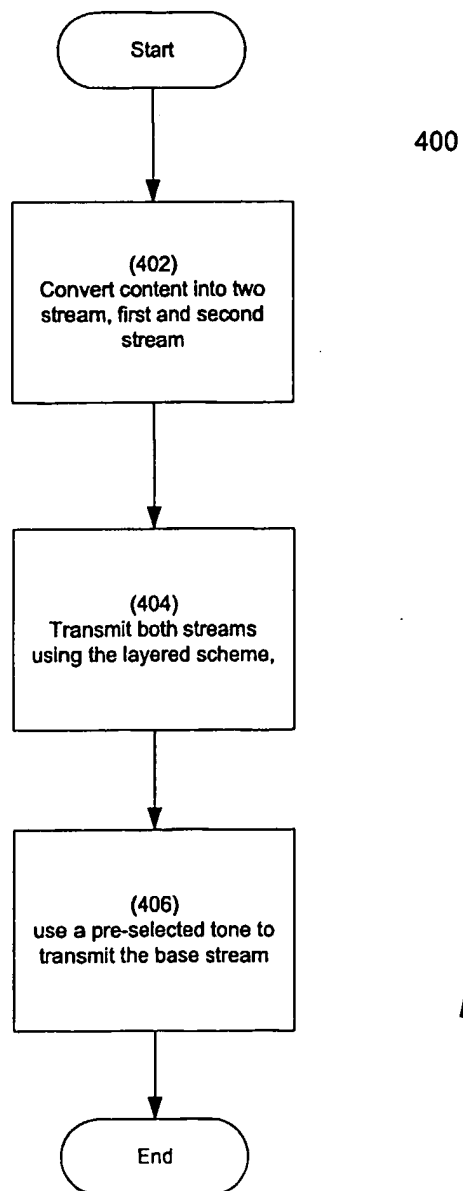 Start
400
(402)
Convert content into two
stream, first and second
stream
(404)
Transmit both streams
using the layered scheme,
(406)
use a pre-selected tone to
transmit the base stream
End